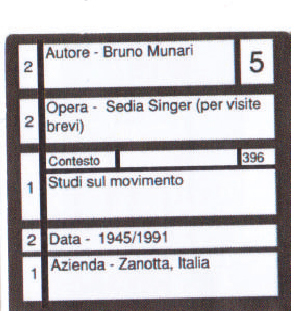 2 Autore - Bruno Munari 5
2 Opera - Sedia Singer (per visite
brevi)
Contesto 396
1 Studi sul movimento
2 Data - 1945/1991
1 Azienda - Zanotta, Italia